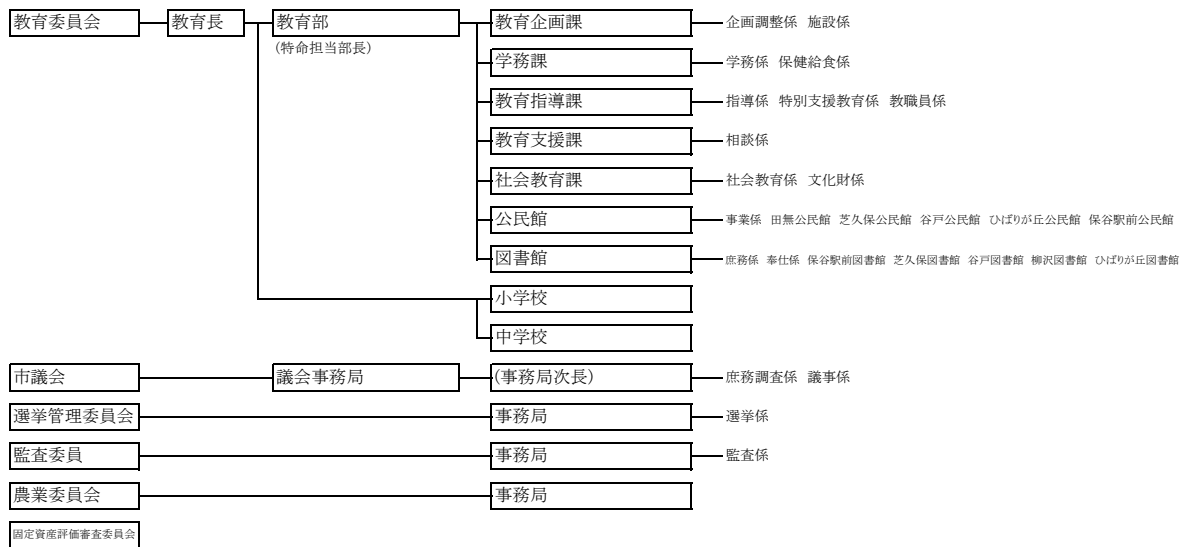 教育委員会 教育長 教育部 教育企画課 企画調整係 施設係
(特命担当部長)
学務課 学務係 保健給食係
教育指導課 指導係 特別支援教育係 教職員係
教育支援課 相談係
社会教育課 社会教育係 文化財係
公民館 事業係 田無公民館 芝久保公民館 谷戸公民館 ひばりが丘公民館 保谷駅前公民館
図書館 庶務係 奉仕係 保谷駅前図書館 芝久保図書館 谷戸図書館 柳沢図書館 ひばりが丘図書館
小学校
中学校
市議会 議会事務局 (事務局次長) 庶務調査係 議事係
選挙管理委員会 事務局 選挙係
監査委員 事務局 監査係
農業委員会 事務局
固定資産評価審査委員会